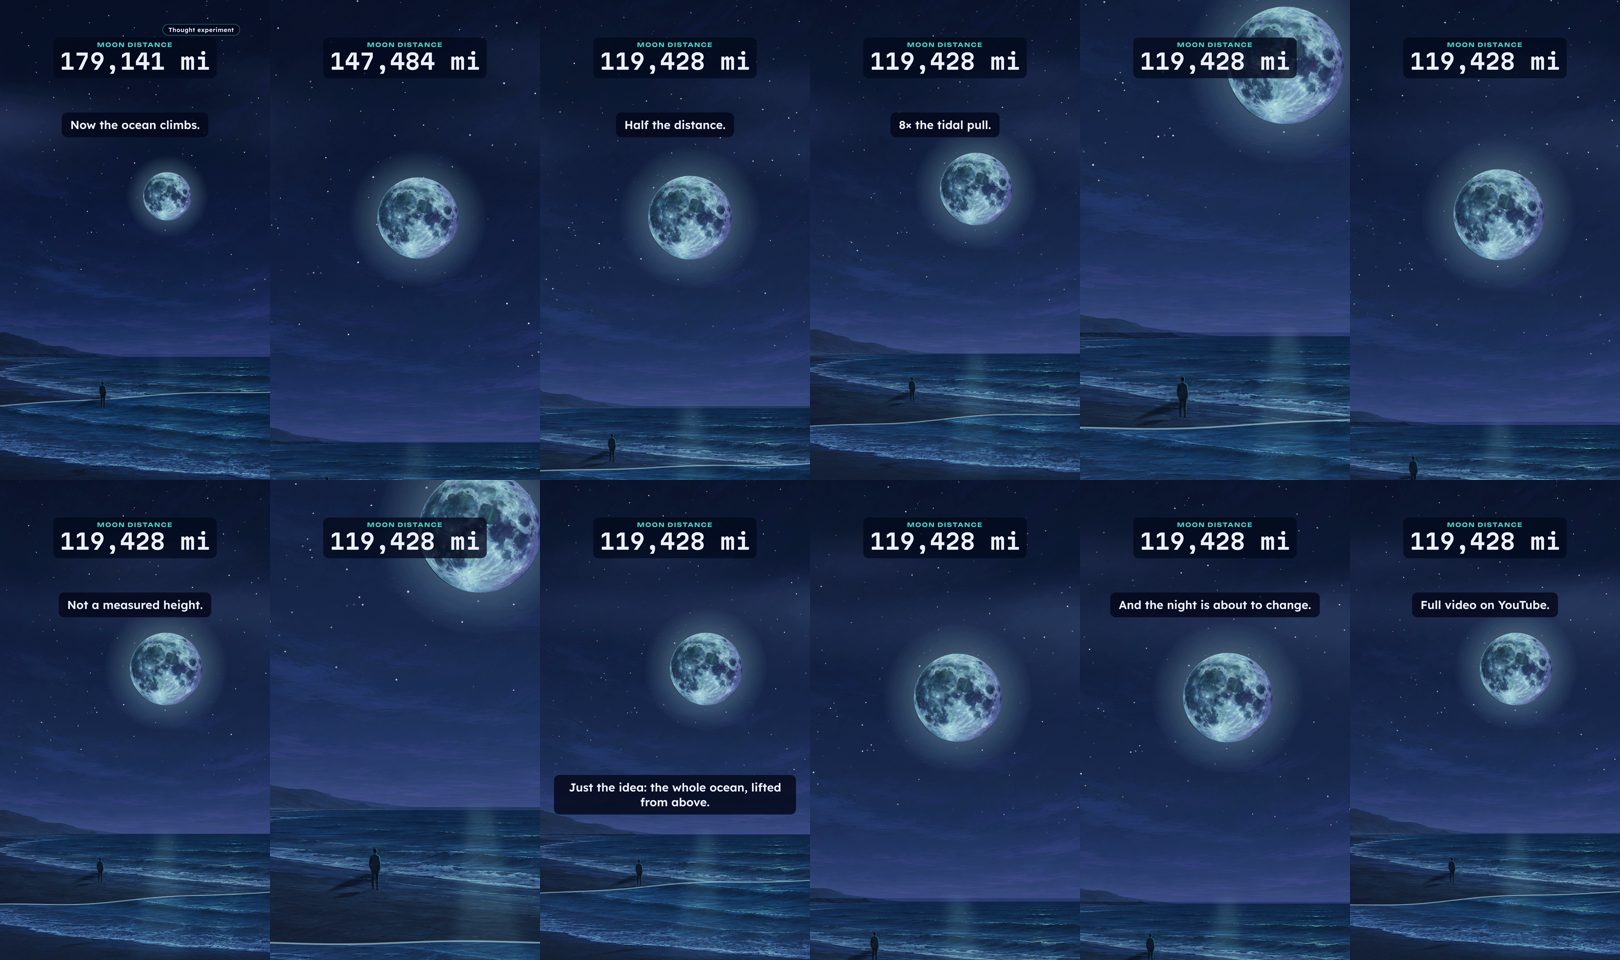 Thought experiment
MOON DISTANCE
179,141 mi
Now the ocean climbs.
MOON DISTANCE
147,484 mi
MOON DISTANCE
119,428 mi
Half the distance.
MOON DISTANCE
119,428 mi
8× the tidal pull.
MOON DISTANCE
119,428 mi
MOON DISTANCE
119,428 mi
MOON DISTANCE
119,428 mi
Not a measured height.
MOON DISTANCE
119,428 mi
MOON DISTANCE
119,428 mi
Just the idea: the whole ocean, lifted
from above.
MOON DISTANCE
119,428 mi
MOON DISTANCE
119,428 mi
And the night is about to change.
MOON DISTANCE
119,428 mi
Full video on YouTube.